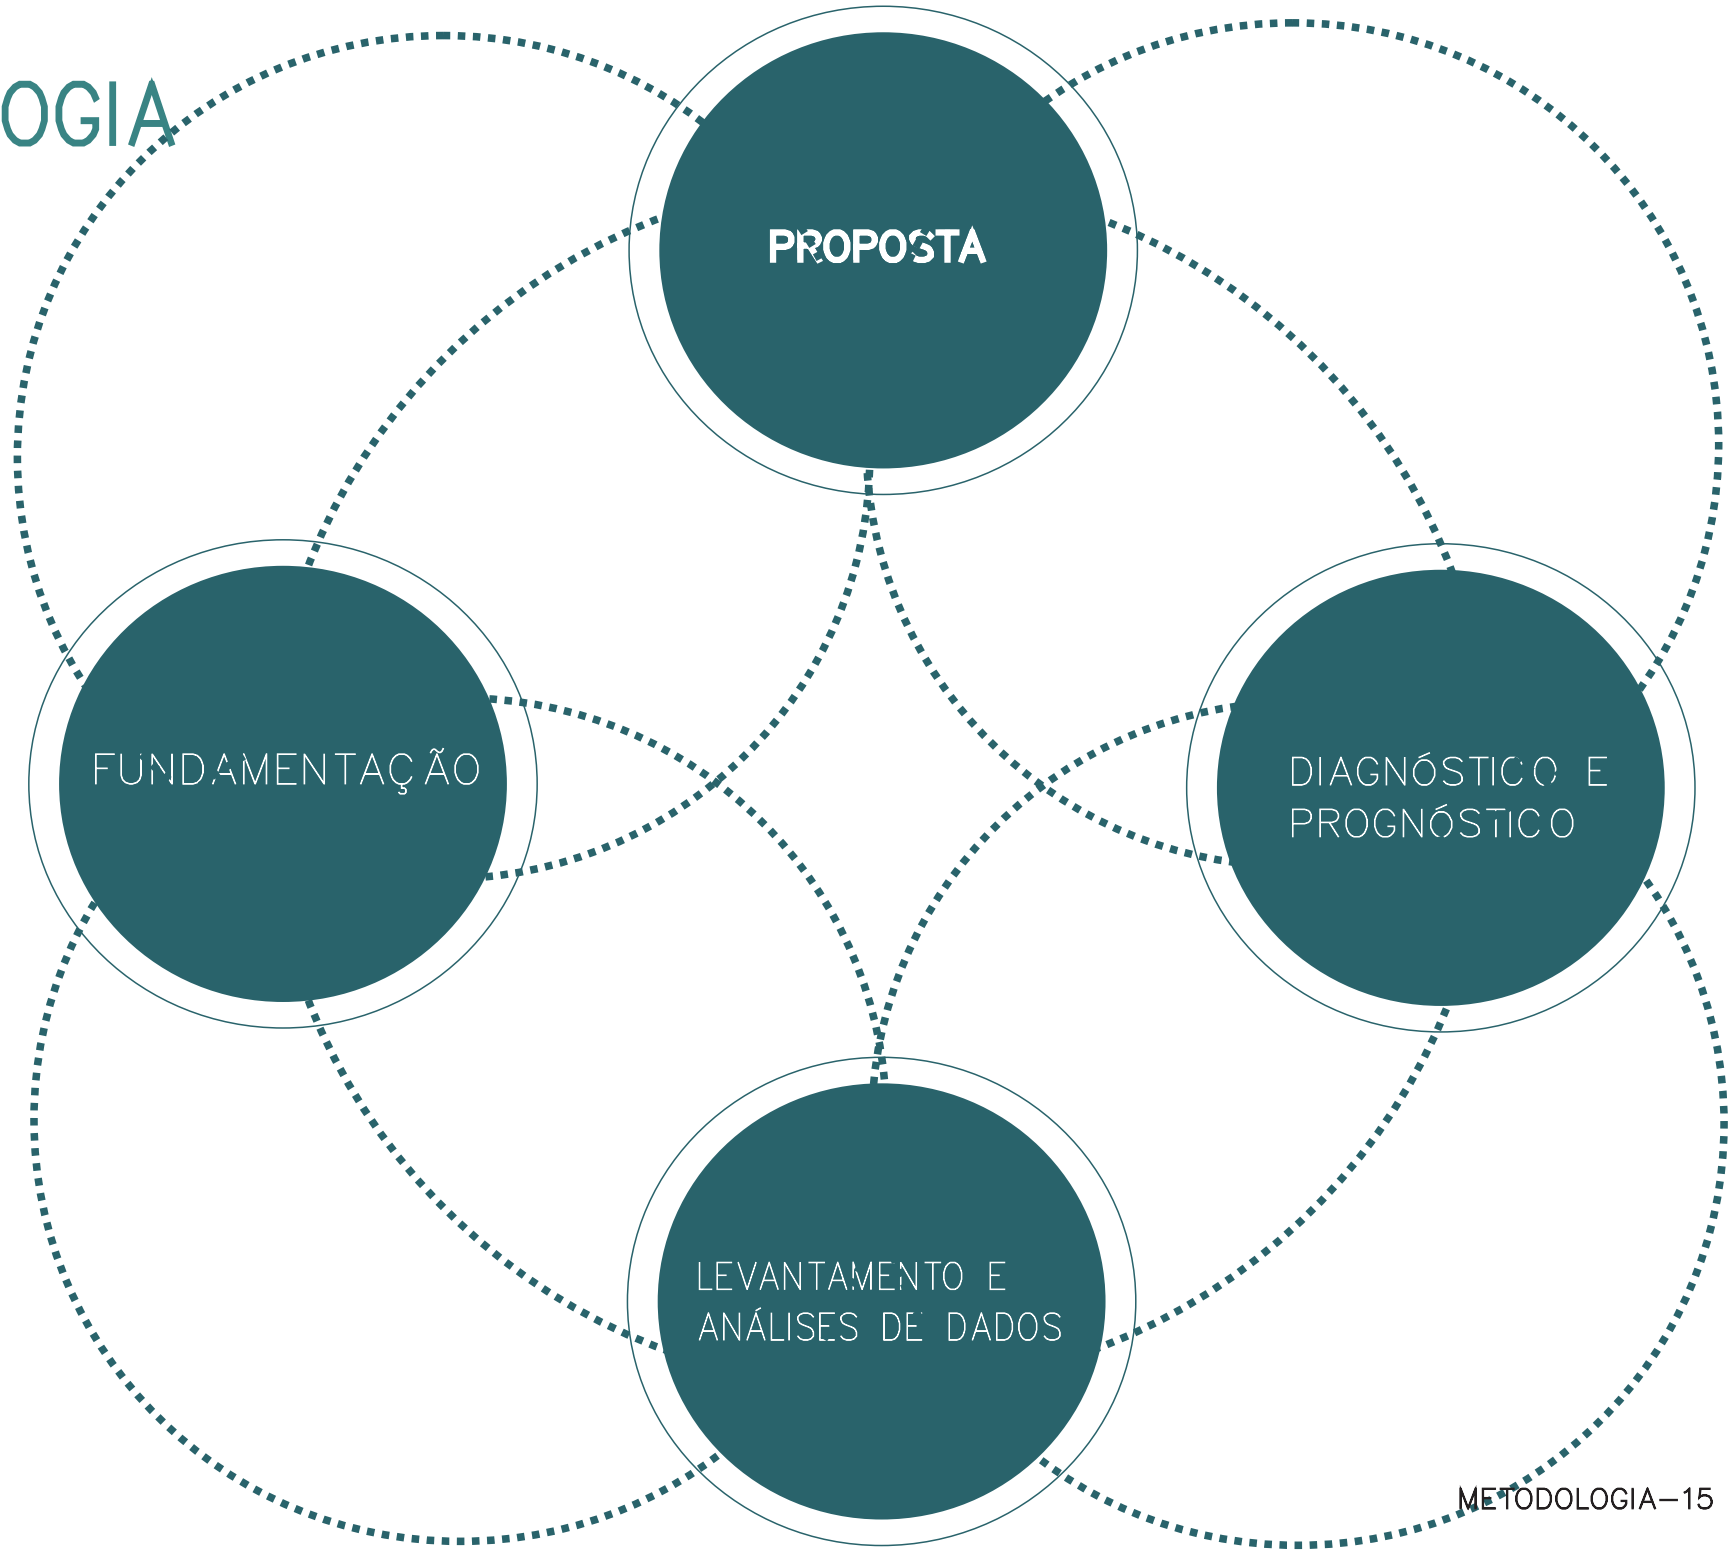 OGIA
PROPOSTA
FUNDAMENTAÇÃO
DIAGNÓSTICO E
PROGNÓSTICO
LEVANTAMENTO E
ANÁLISES DE DADOS
METODOLOGIA-15